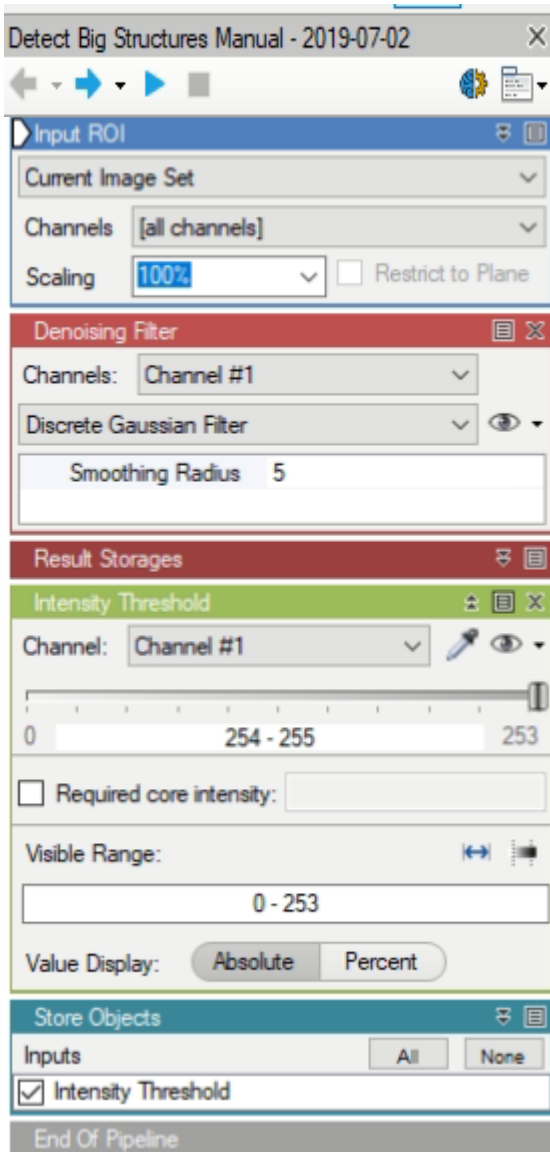 Detect Big Structures Manual - 2019-07-02
Input ROI
Current Image Set
Channels [all channels]
Scaling 100% Restrict to Plane
Denoising Filter
Channels: Channel #1
Discrete Gaussian Filter
Smoothing Radius 5
Result Storages
Intensity Threshold
Channel: Channel #1
0 254 - 255 253
Required core intensity:
Visible Range:
0 - 253
Value Display: Absolute Percent
Store Objects
Inputs All None
Intensity Threshold
End Of Pipeline